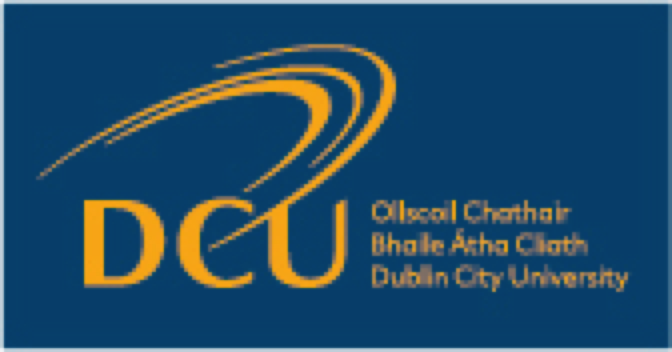 DCU
Ollscoil Chathair
Bhaile Átha Cliath
Dublin City University